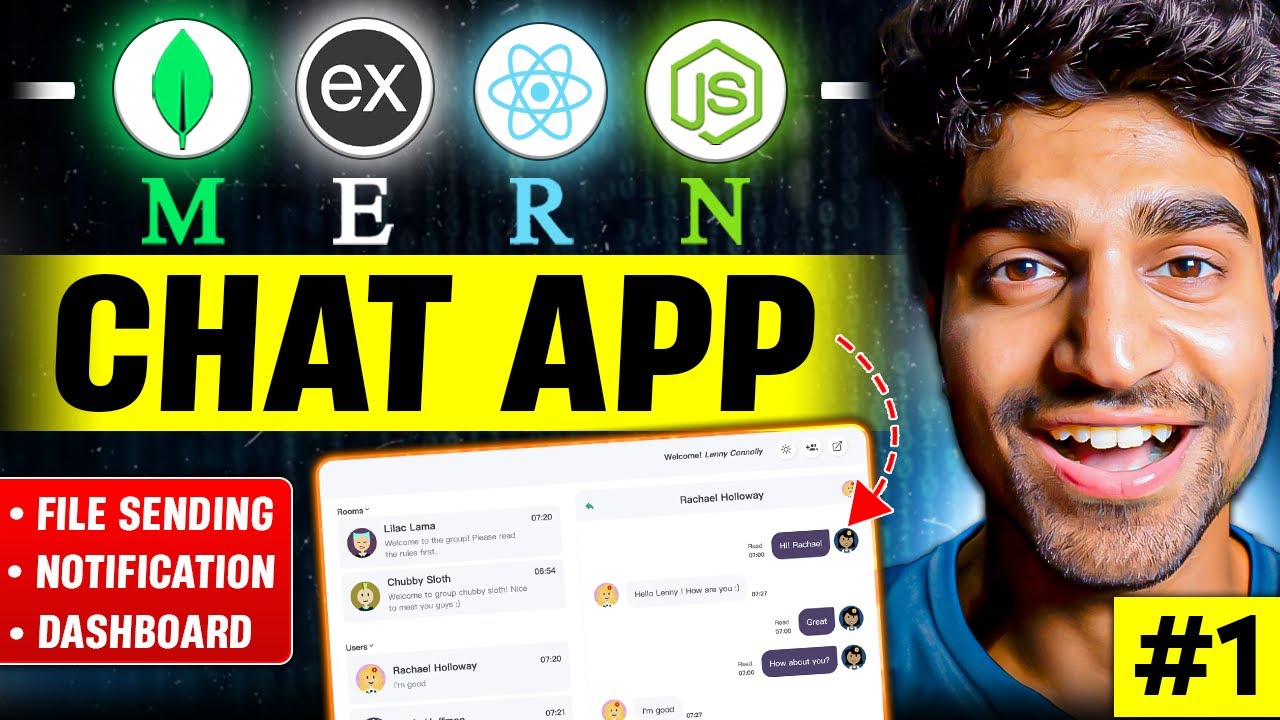 ex
JS
M E R N
CHAT APP
• FILE SENDING
• NOTIFICATION
• DASHBOARD
Welcome! Lenny Connolly
Rooms
Lilac Lama 07:20
Welcome to the group! Please read
the rules first.
Chubby Sloth 06:54
Welcome to group chubby sloth! Nice
to meet you guys :)
Users
Rachael Holloway 07:20
I'm good
Hoffman 07:21
Rachael Holloway
Read
07:00
Hi! Rachael
Hello Lenny ! How are you :) 07:27
Read
07:00
Great
Read
07:00
How about you?
I'm good 07:27
#1